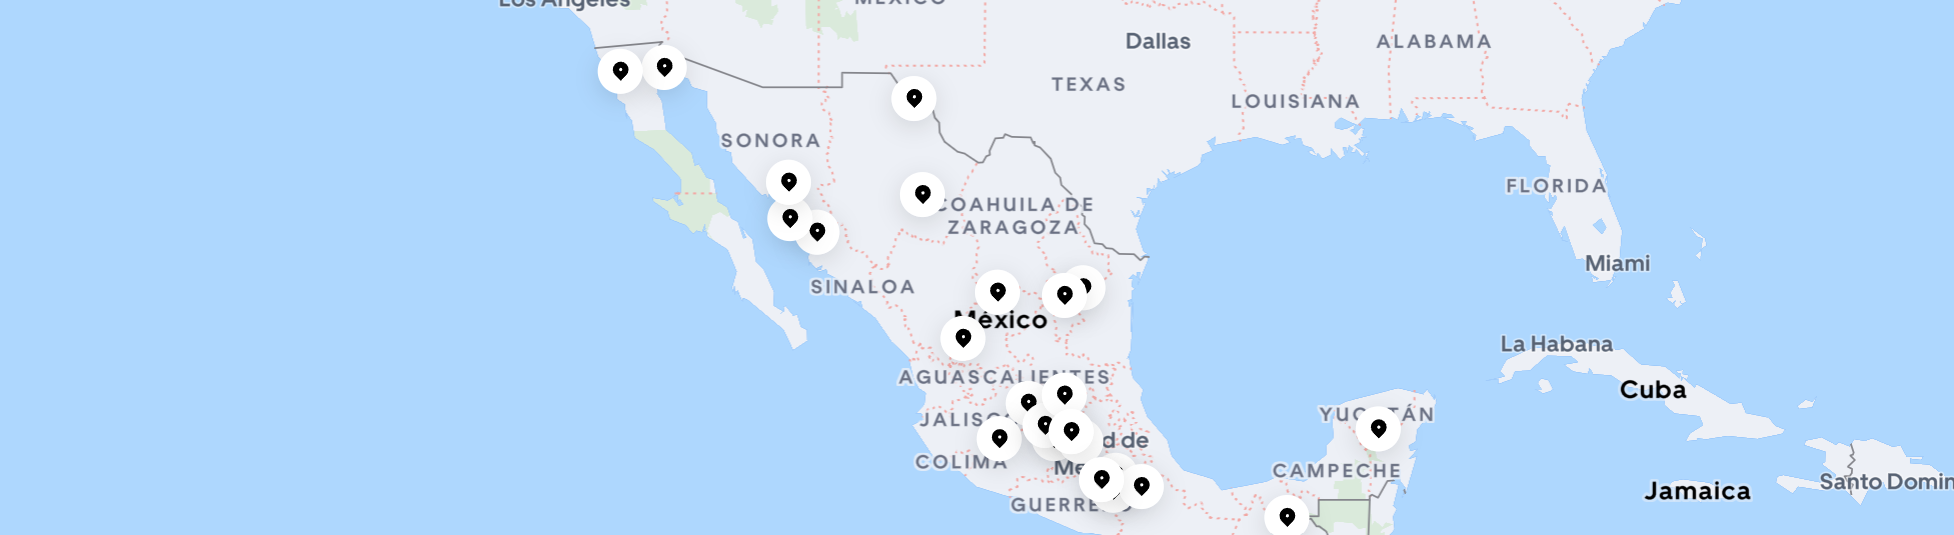 Los Angeles
MEXICO
Dallas
ALABAMA
TEXAS
LOUISIANA
SONORA
FLORIDA
COAHUILA DE
ZARAGOZA
Miami
SINALOA
México
La Habana
AGUASCALIENTES
Cuba
JALISC
YUC TÁN
d de
COLIMA
Me
CAMPECHE
Santo Domin
Jamaica
GUERRE O